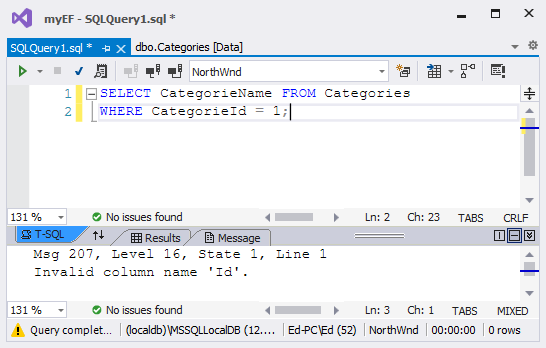 myEF - SQLQuery1.sql *
SQLQuery1.sql * dbo.Categories [Data]
NorthWnd
1 SELECT CategorieName FROM Categories
2 WHERE CategorieId = 1;
131 % No issues found Ln: 2 Ch: 23 TABS CRLF
T-SQL Results Message
Msg 207, Level 16, State 1, Line 1
Invalid column name 'Id'.
131 % No issues found Ln: 3 Ch: 1 TABS MIXED
Query complet... (localdb)\MSSQLLocalDB (12.... Ed-PC\Ed (52) NorthWnd 00:00:00 0 rows